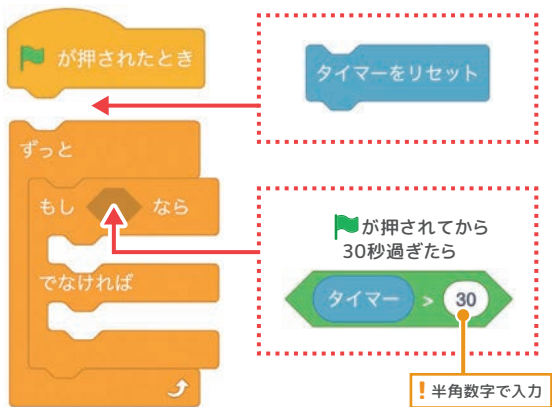 が押されたとき
タイマーをリセット
ずっと
もし なら
でなければ
が押されてから
30秒過ぎたら
タイマー > 30
!半角数字で入力